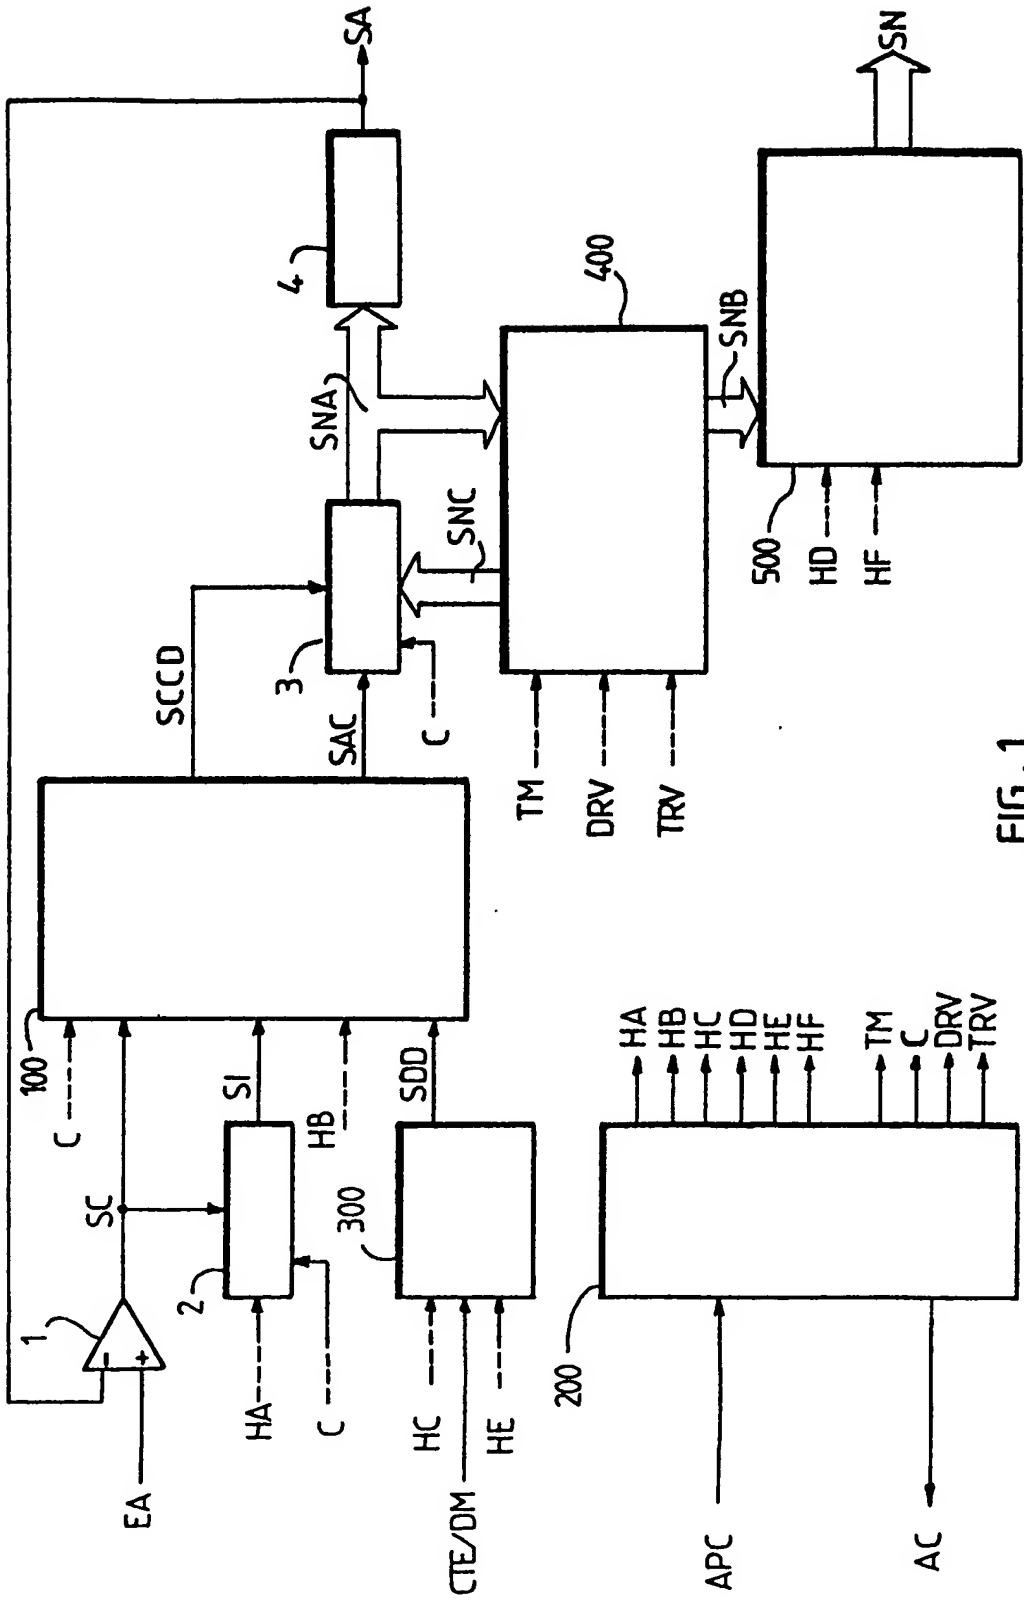 SA
SN
4
SNA
400
SNB
SNC
500
HD
HF
SCCD
3
SAC
C
TM
DRV
TRV
100
C
SI
HB
SDD
SC
2
300
1
HA
C
HC
HE
EA
CTE/DM
HA
HB
HC
HD
HE
HF
TM
C
DRV
TRV
200
APC
AC
FIG. 1